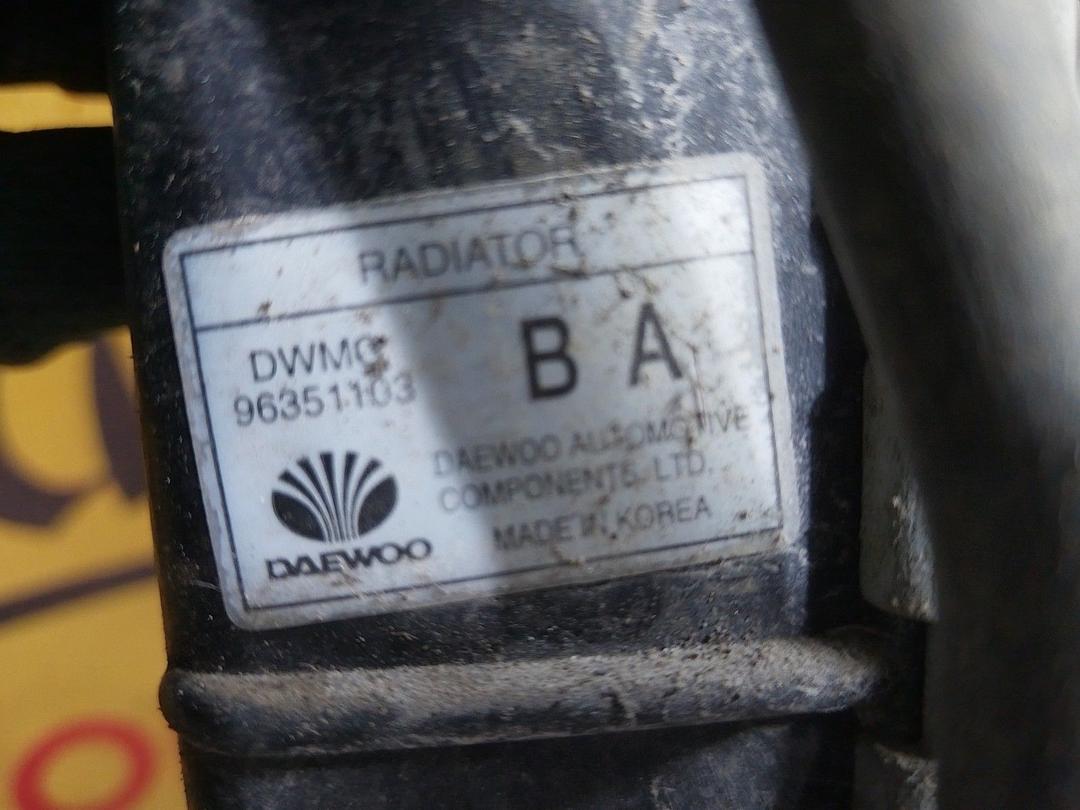 RADIATOR
DWMC
96351103
B A
DAEWOO AUTOMOTIVE
COMPONENTS, LTD.
MADE IN KOREA
DAEWOO